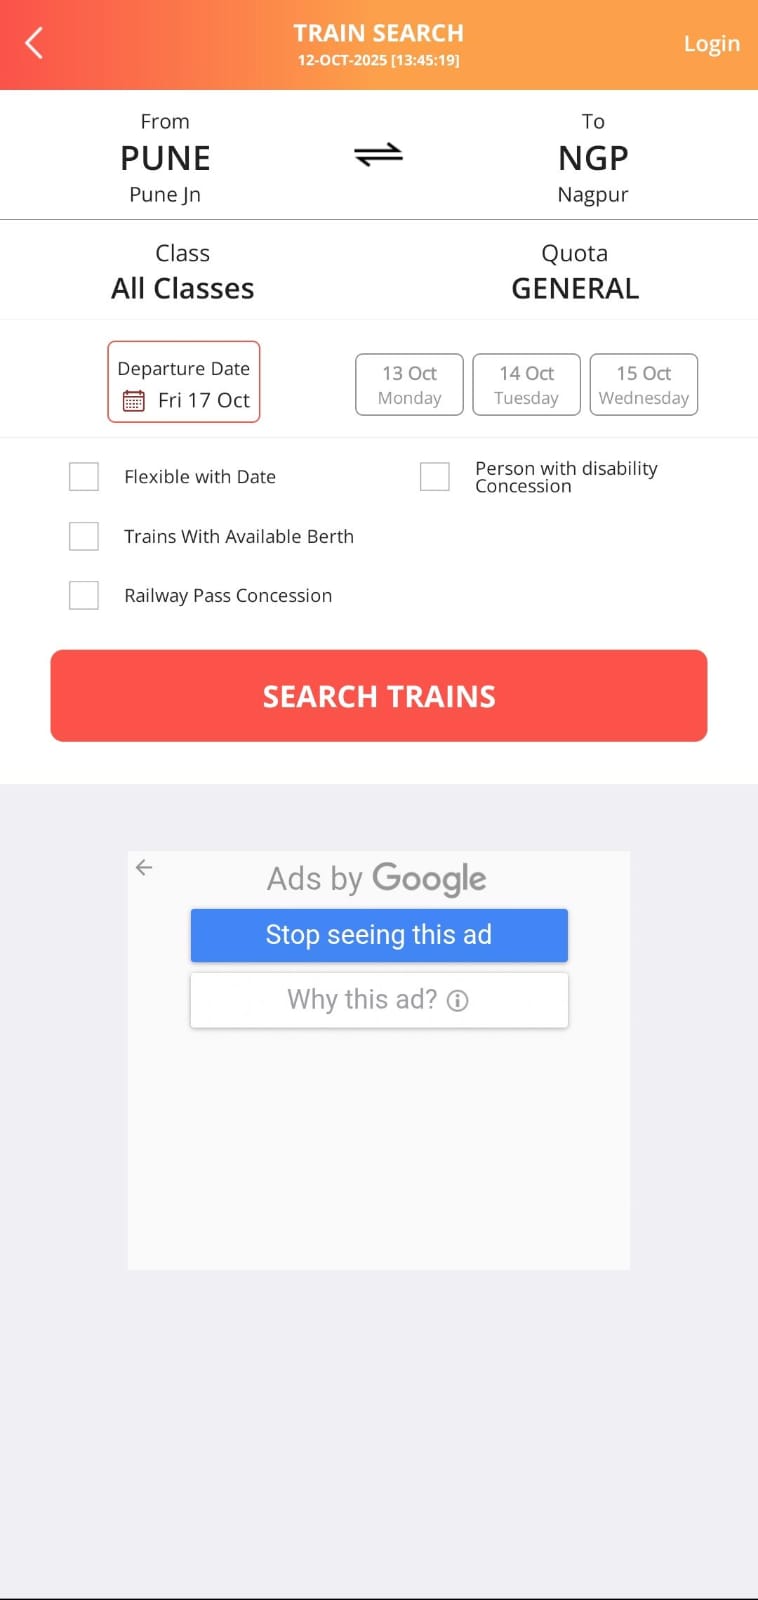 TRAIN SEARCH
12-OCT-2025 [13:45:19]
Login
From
PUNE
Pune Jn
To
NGP
Nagpur
Class
All Classes
Quota
GENERAL
Departure Date
Fri 17 Oct
13 Oct
Monday
14 Oct
Tuesday
15 Oct
Wednesday
Flexible with Date
Person with disability
Concession
Trains With Available Berth
Railway Pass Concession
SEARCH TRAINS
Ads by Google
Stop seeing this ad
Why this ad?